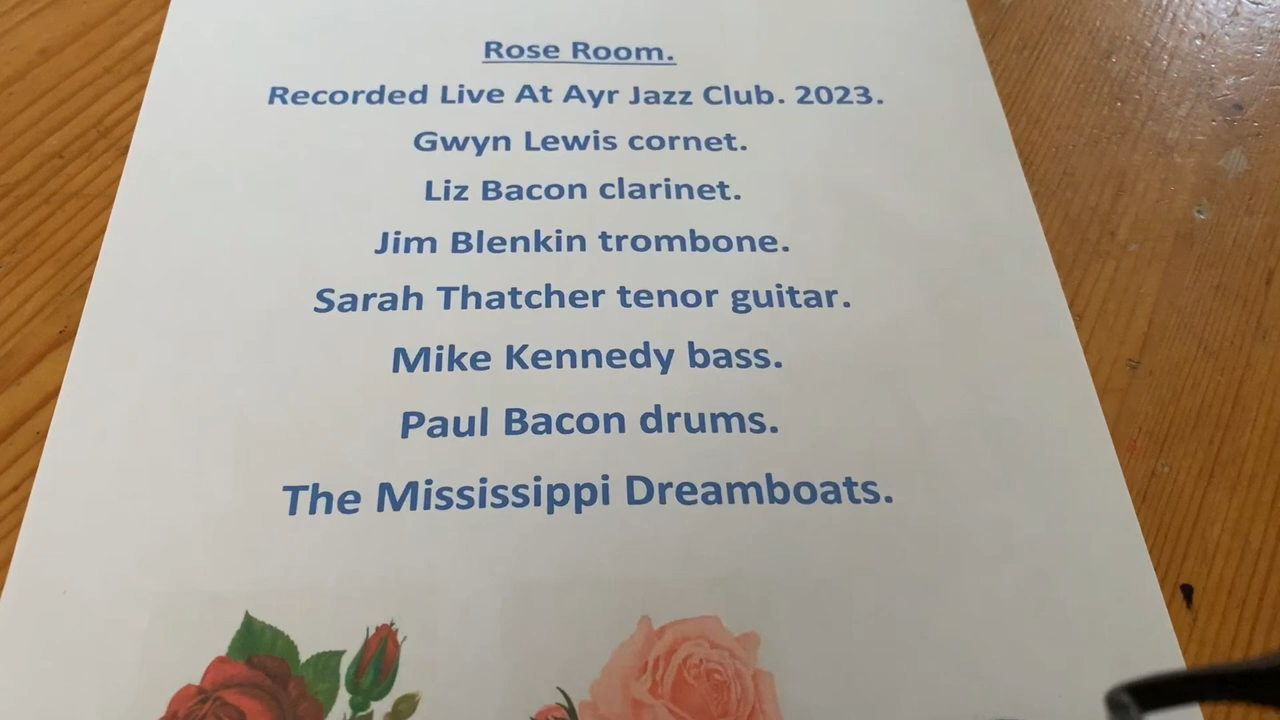 Rose Room.
Recorded Live At Ayr Jazz Club. 2023.
Gwyn Lewis cornet.
Liz Bacon clarinet.
Jim Blenkin trombone.
Sarah Thatcher tenor guitar.
Mike Kennedy bass.
Paul Bacon drums.
The Mississippi Dreamboats.